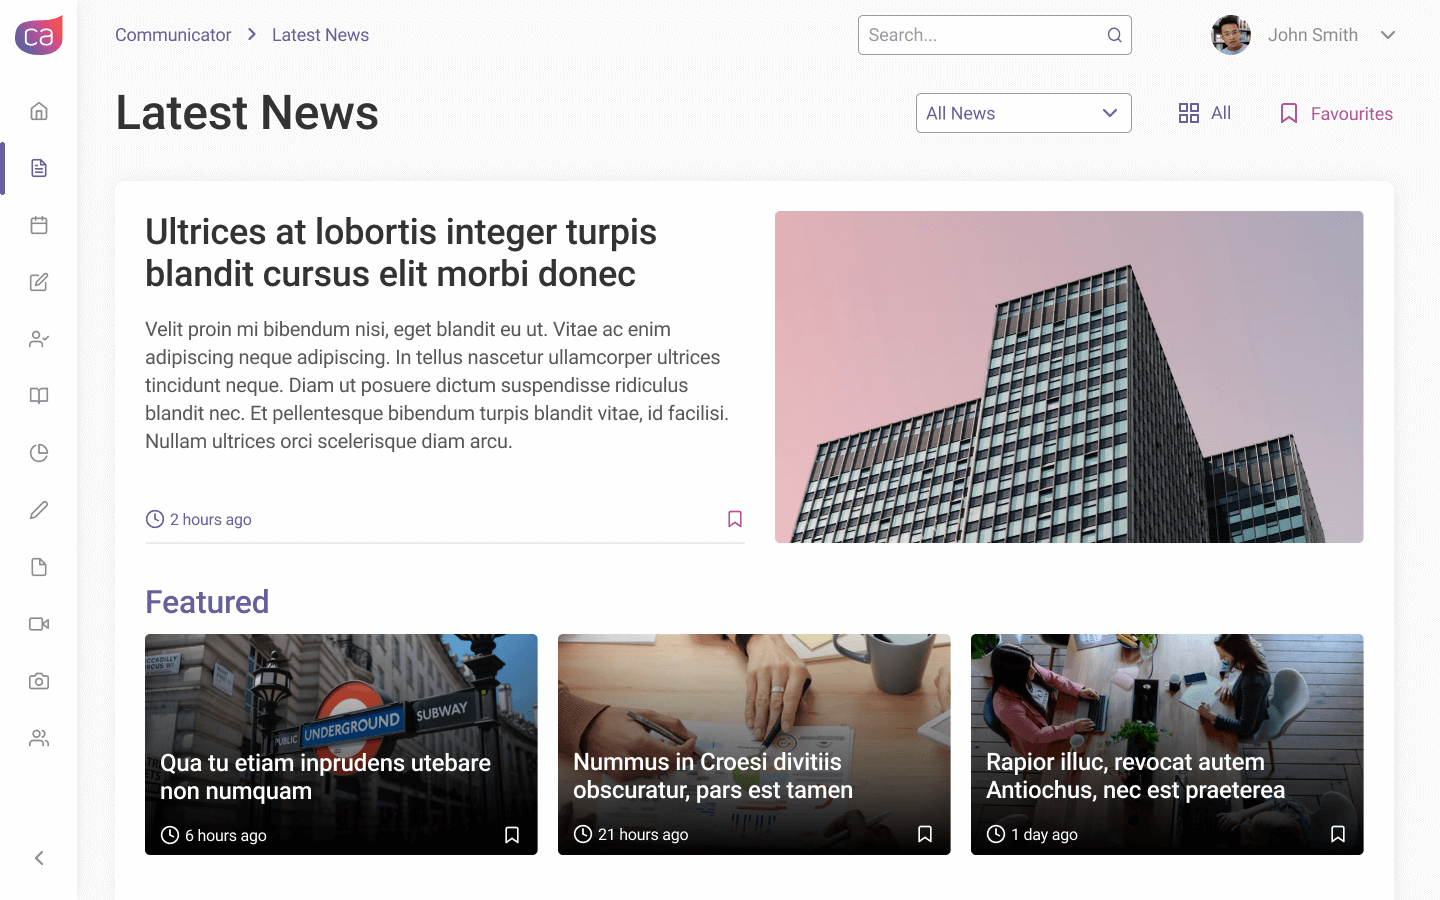 ca
Communicator
Latest News
Search...
John Smith
Latest News
All News
All
Favourites
Ultrices at lobortis integer turpis
blandit cursus elit morbi donec
Velit proin mi bibendum nisi, eget blandit eu ut. Vitae ac enim
adipiscing neque adipiscing. In tellus nascetur ullamcorper ultrices
tincidunt neque. Diam ut posuere dictum suspendisse ridiculus
blandit nec. Et pellentesque bibendum turpis blandit vitae, id facilisi.
Nullam ultrices orci scelerisque diam arcu.
2 hours ago
Featured
PUBLIC UNDERGROUND SUBWAY
Qua tu etiam inprudens utebare
non numquam
6 hours ago
Nummus in Croesi divitiis
obscuratur, pars est tamen
21 hours ago
Rapior illuc, revocat autem
Antiochus, nec est praeterea
1 day ago